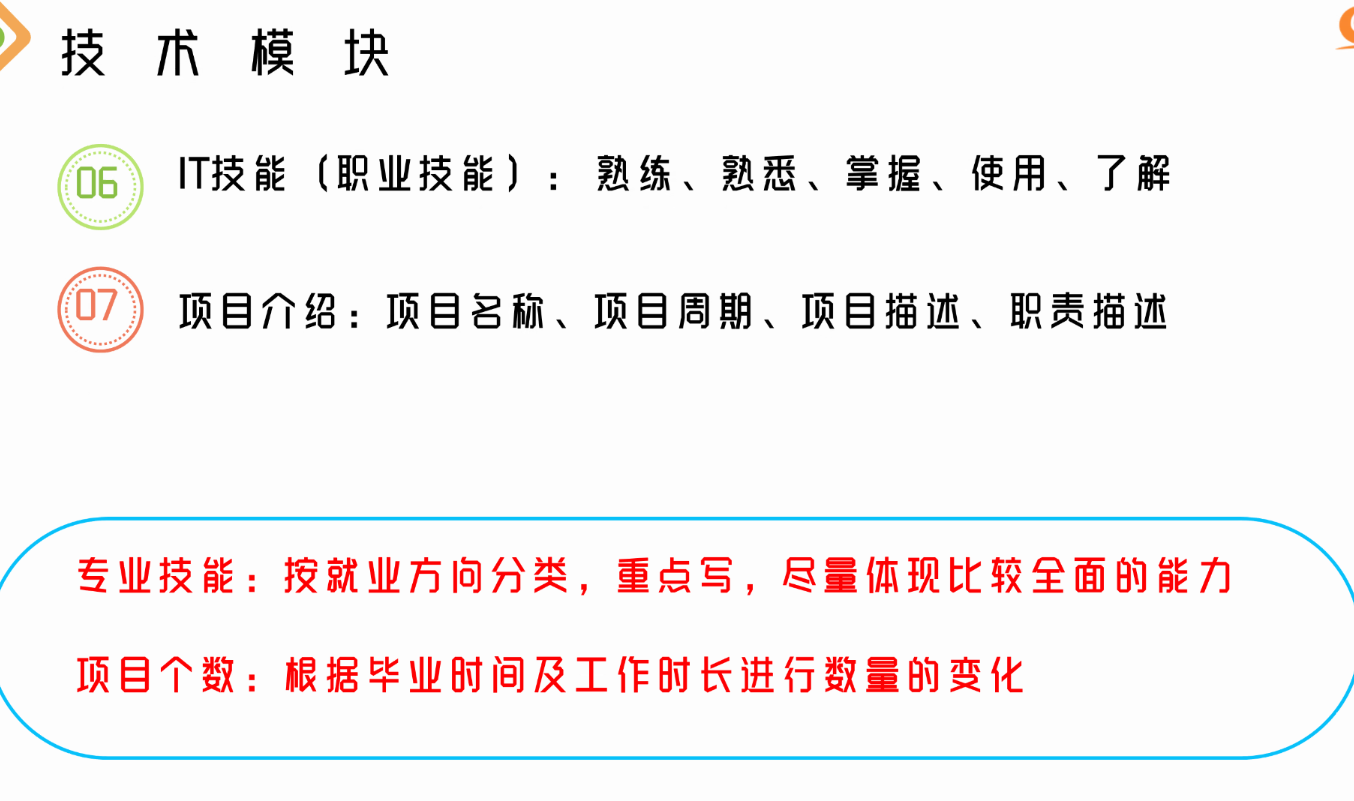 技术模块
06 IT技能（职业技能）：熟练、熟悉、掌握、使用、了解
07 项目介绍：项目名称、项目周期、项目描述、职责描述
专业技能：按就业方向分类，重点写，尽量体现比较全面的能力
项目个数：根据毕业时间及工作时长进行数量的变化